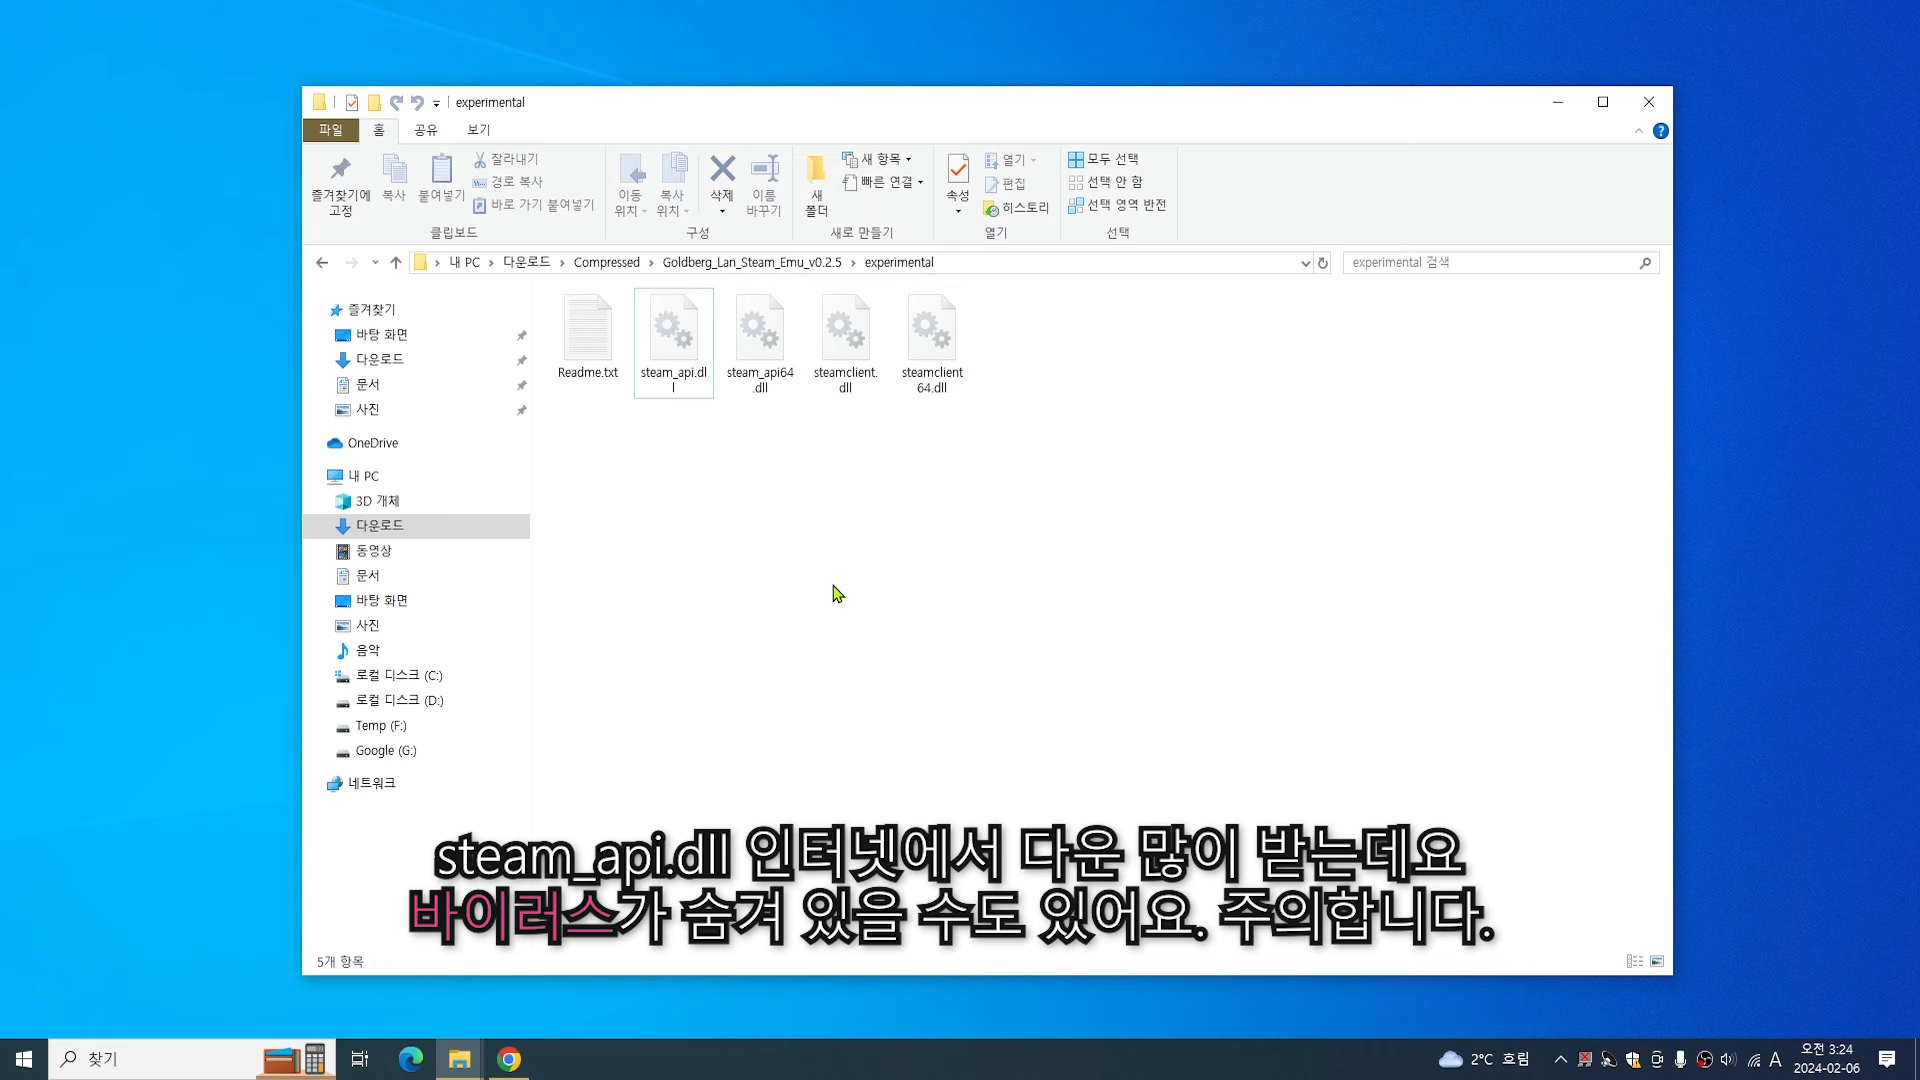 experimental
파일 홈 공유 보기
즐겨찾기에
고정
복사
붙여넣기
잘라내기
경로 복사
바로 가기 붙여넣기
클립보드
이동
위치
복사
위치
삭제
이름
바꾸기
구성
새
폴더
새 항목
빠른 연결
새로 만들기
속성
열기
편집
히스토리
열기
모두 선택
선택 안 함
선택 영역 반전
선택
내 PC > 다운로드 > Compressed > Goldberg_Lan_Steam_Emu_v0.2.5 > experimental
experimental 검색
즐겨찾기
바탕 화면
다운로드
문서
사진
OneDrive
내 PC
3D 개체
다운로드
동영상
문서
바탕 화면
사진
음악
로컬 디스크 (C:)
로컬 디스크 (D:)
Temp (F:)
Google (G:)
네트워크
Readme.txt
steam_api.dl
l
steam_api64
.dll
steamclient.
dll
steamclient
64.dll
steam_api.dll 인터넷에서 다운 많이 받는데요
바이러스가 숨겨 있을 수도 있어요. 주의합니다.
5개 항목
찾기
2°C 흐림
A
오전 3:24
2024-02-06